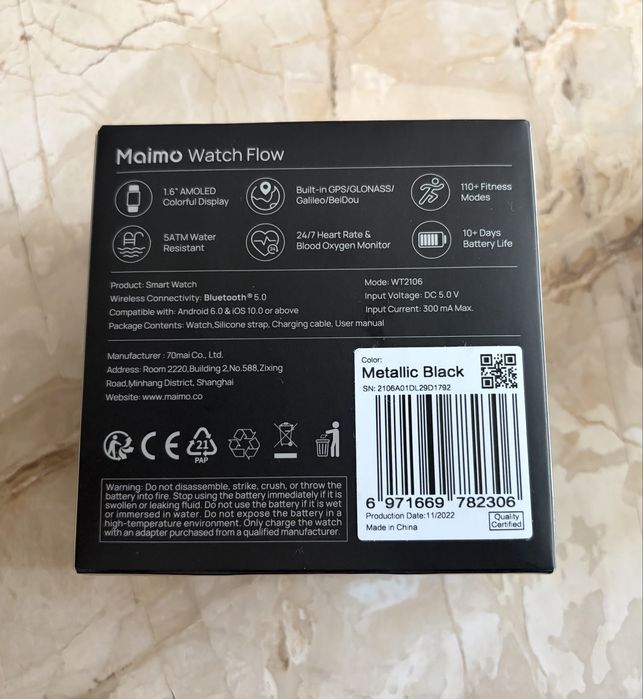 Maimo Watch Flow
1.6" AMOLED
Colorful Display
Built-in GPS/GLONASS/
Galileo/BeiDou
110+ Fitness
Modes
5ATM Water
Resistant
24/7 Heart Rate &
Blood Oxygen Monitor
10+ Days
Battery Life
Product: Smart Watch
Wireless Connectivity: Bluetooth® 5.0
Compatible with: Android 6.0 & iOS 10.0 or above
Package Contents: Watch,Silicone strap, Charging cable, User manual
Mode: WT2106
Input Voltage: DC 5.0 V
Input Current: 300 mA Max.
Manufacturer : 70mai Co., Ltd.
Address: Room 2220,Building 2,No.588,Zixing
Road,Minhang District, Shanghai
Website: www.maimo.co
CE
21
PAP
Warning: Do not disassemble, strike, crush, or throw the
battery into fire. Stop using the battery immediately if it is
swollen or leaking fluid. Do not use the battery if it is wet
or immersed in water. Do not expose the battery in a
high-temperature environment. Only charge the watch
with an adapter purchased from a qualified manufacturer.
Color:
Metallic Black
SN: 2106A01DL29D1792
6 971669 782306
Production Date:11/2022
Made in China
Quality
Certified